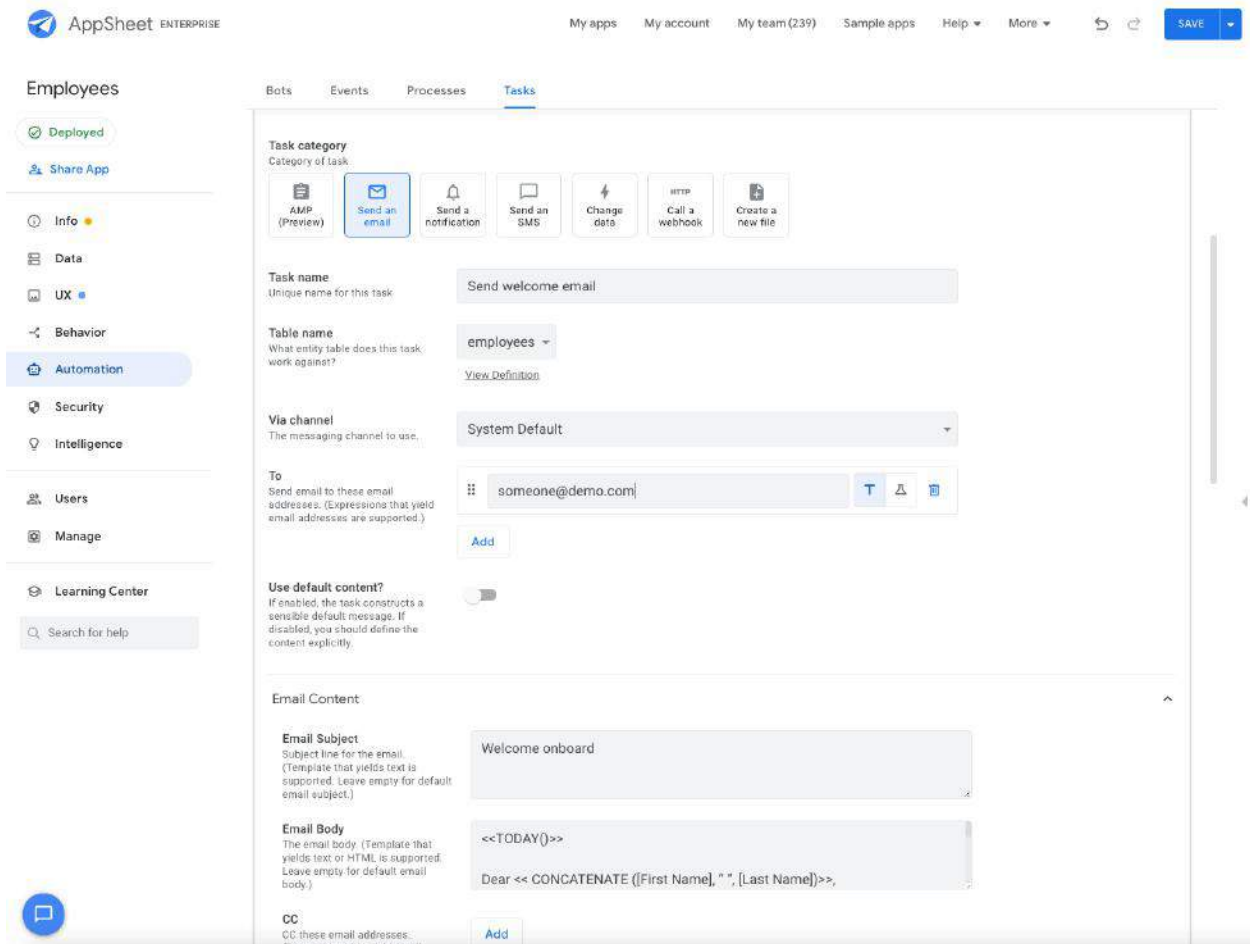 AppSheet ENTERPRISE
My apps My account My team (239) Sample apps Help More SAVE
Employees
Deployed
Share App
Info
Data
UX
Behavior
Automation
Security
Intelligence
Users
Manage
Learning Center
Search for help
Bots Events Processes Tasks
Task category
Category of task
AMP
(Preview)
Send an
email
Send a
notification
Send an
SMS
Change
data
HTTP
Call a
webhook
Create a
new file
Task name
Unique name for this task
Send welcome email
Table name
What entity table does this task
work against?
employees
View Definition
Via channel
The messaging channel to use.
System Default
To
Send email to these email
addresses. (Expressions that yield
email addresses are supported.)
someone@demo.com
T
Add
Use default content?
If enabled, the task constructs a
sensible default message. If
disabled, you should define the
content explicitly.
Email Content
Email Subject
Subject line for the email.
(Template that yields text is
supported. Leave empty for default
email subject.)
Welcome onboard
Email Body
The email body. (Template that
yields text or HTML is supported.
Leave empty for default email
body.)
<<TODAY()>>
Dear << CONCATENATE ([First Name], " ", [Last Name])>>,
CC
CC these email addresses.
Add